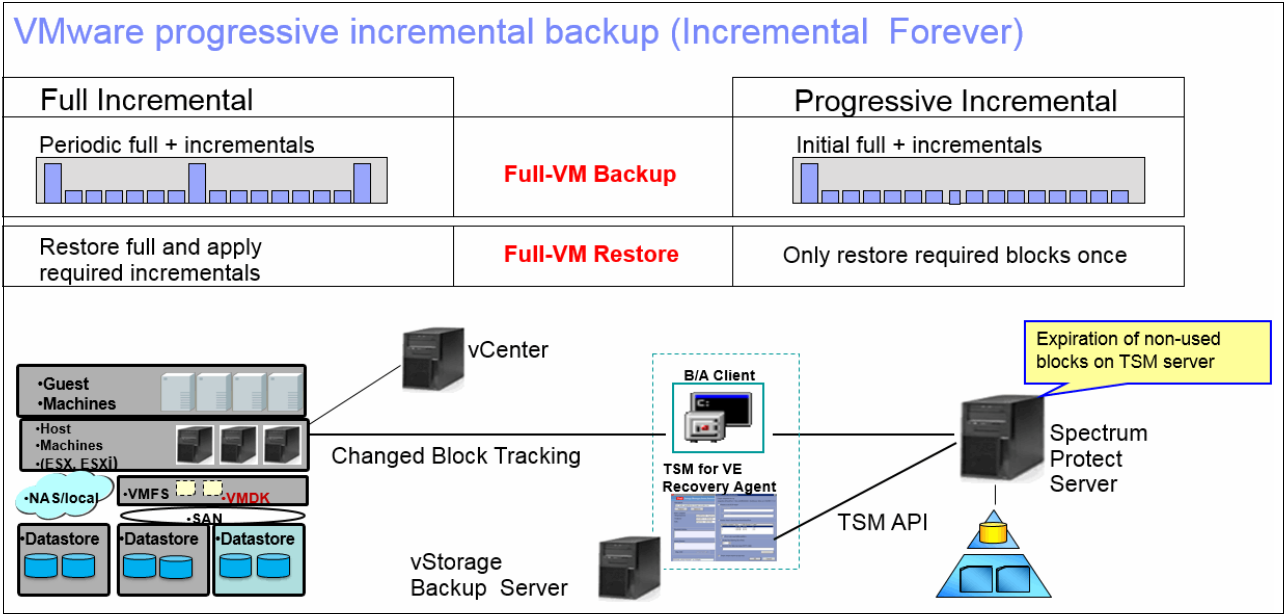 VMware progressive incremental backup (Incremental Forever)
Full Incremental
Progressive Incremental
Periodic full + incrementals
Full-VM Backup
Initial full + incrementals
Restore full and apply
required incrementals
Full-VM Restore
Only restore required blocks once
Expiration of non-used
blocks on TSM server
vCenter
•Guest
•Machines
•Host
•Machines
•(ESX, ESXi)
•NAS/local
•VMFS
•VMDK
•SAN
•Datastore
•Datastore
•Datastore
Changed Block Tracking
B/A Client
C:
TSM for VE
Recovery Agent
vStorage
Backup Server
TSM API
Spectrum
Protect
Server